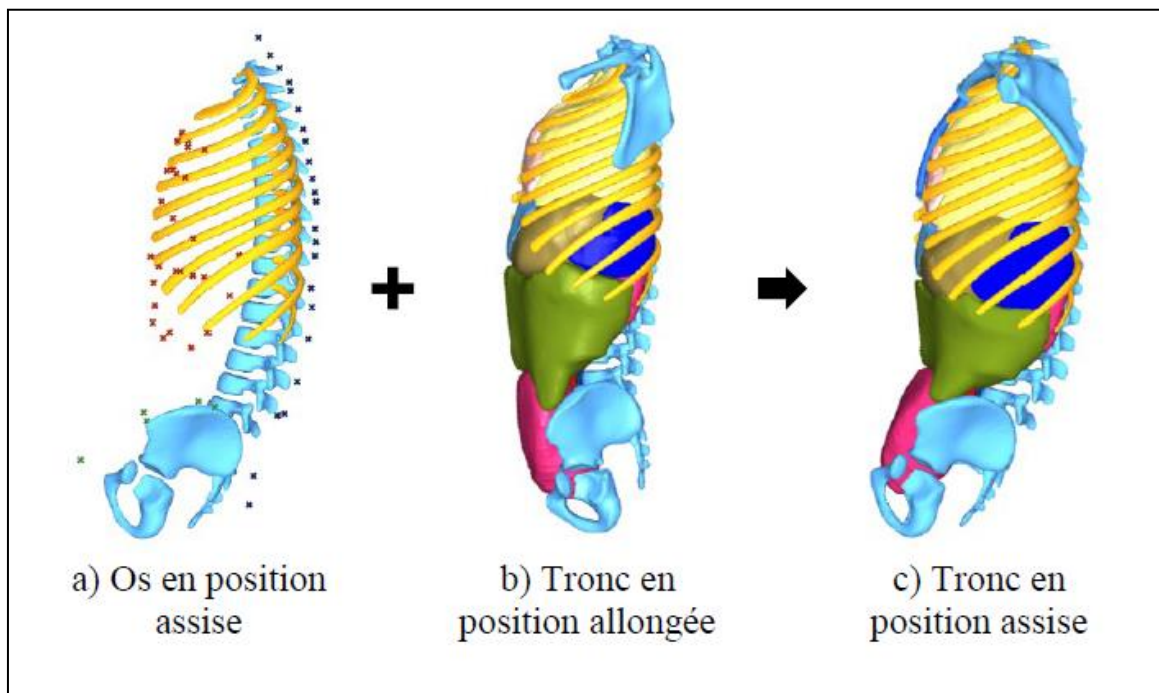 a) Os en position
assise
b) Tronc en
position allongée
c) Tronc en
position assise